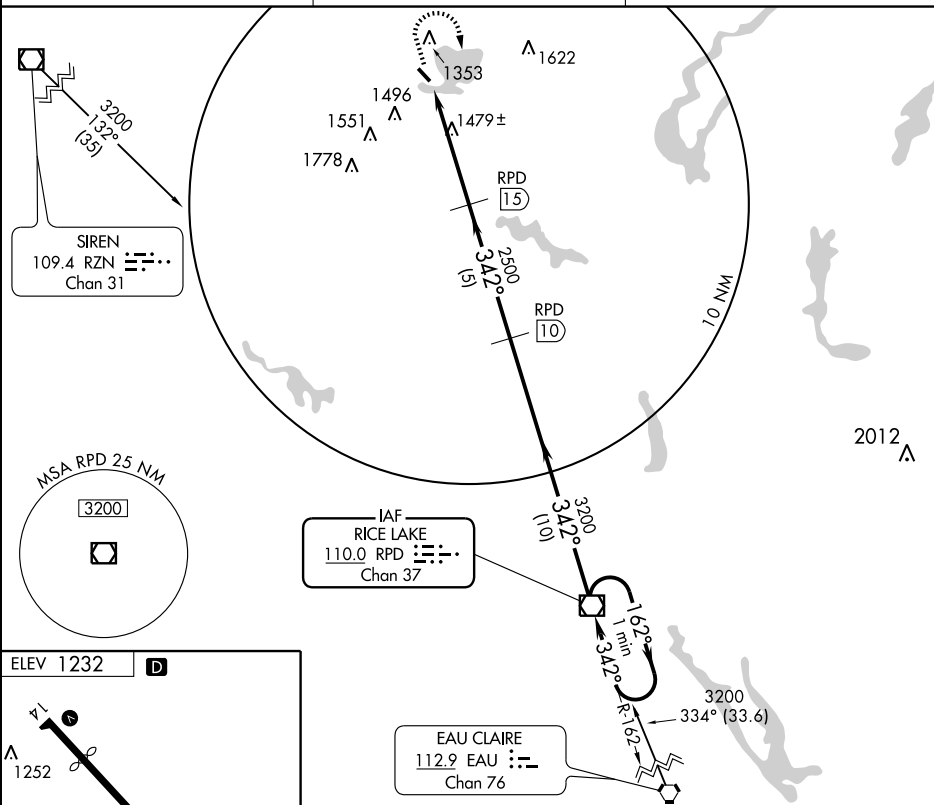 1353
1622
1496
1551
1479±
1778
3200
132°
(35)
SIREN
109.4 RZN
Chan 31
RPD
15
2500
342°
(5)
RPD
10
10 NM
2012
MSA RPD 25 NM
3200
3200
342°
(10)
IAF
RICE LAKE
110.0 RPD
Chan 37
162°
1 min
342°
R-162
3200
334° (33.6)
EAU CLAIRE
112.9 EAU
Chan 76
ELEV 1232 D
14
V
1252